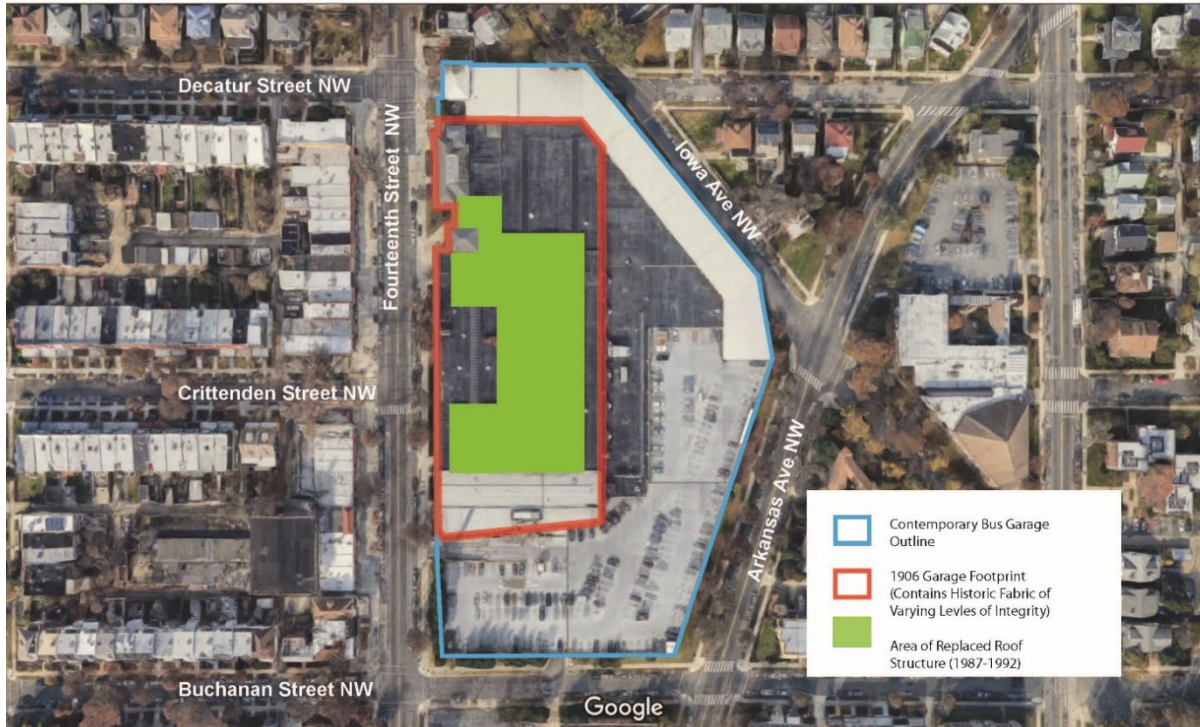 Decatur Street NW
Fourteenth Street NW
Iowa Ave NW
Crittenden Street NW
Arkansas Ave NW
Buchanan Street NW
Google
Contemporary Bus Garage
Outline
1906 Garage Footprint
(Contains Historic Fabric of
Varying Levles of Integrity)
Area of Replaced Roof
Structure (1987-1992)